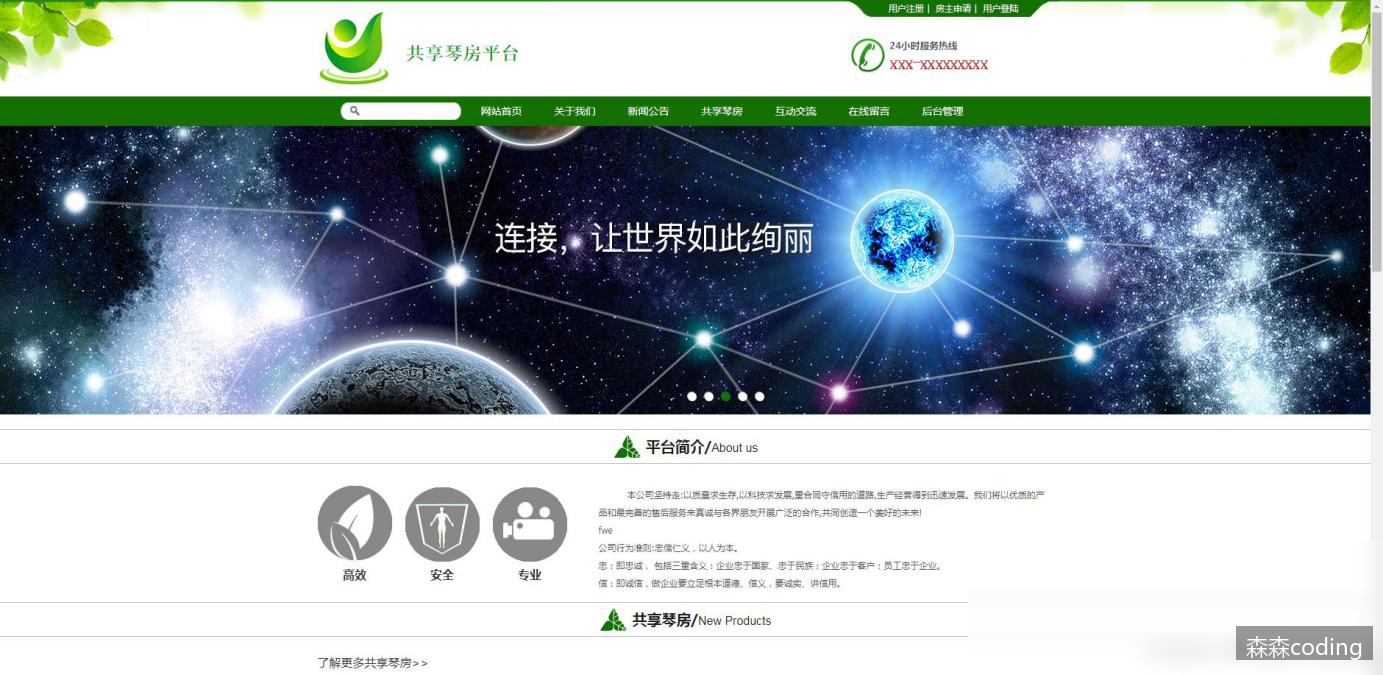 用户注册 | 房主申请 | 用户登陆
共享琴房平台
24小时服务热线
XXX-XXXXXXXXX
网站首页 关于我们 新闻公告 共享琴房 互动交流 在线留言 后台管理
连接，让世界如此绚丽
平台简介/About us
本公司坚持走:以质量求生存,以科技求发展,重合同守信用的道路,生产经营得到迅速发展。我们将以优质的产
品和最完善的售后服务来真诚与各界朋友开展广泛的合作,共同创造一个美好的未来!
fwe
公司行为准则:忠信仁义，以人为本。
忠：即忠诚， 包括三重含义：企业忠于国家、忠于民族；企业忠于客户；员工忠于企业。
信：即诚信，做企业要立足根本道德、信义，要诚实、讲信用。
高效 安全 专业
共享琴房/New Products
了解更多共享琴房>>
森森coding